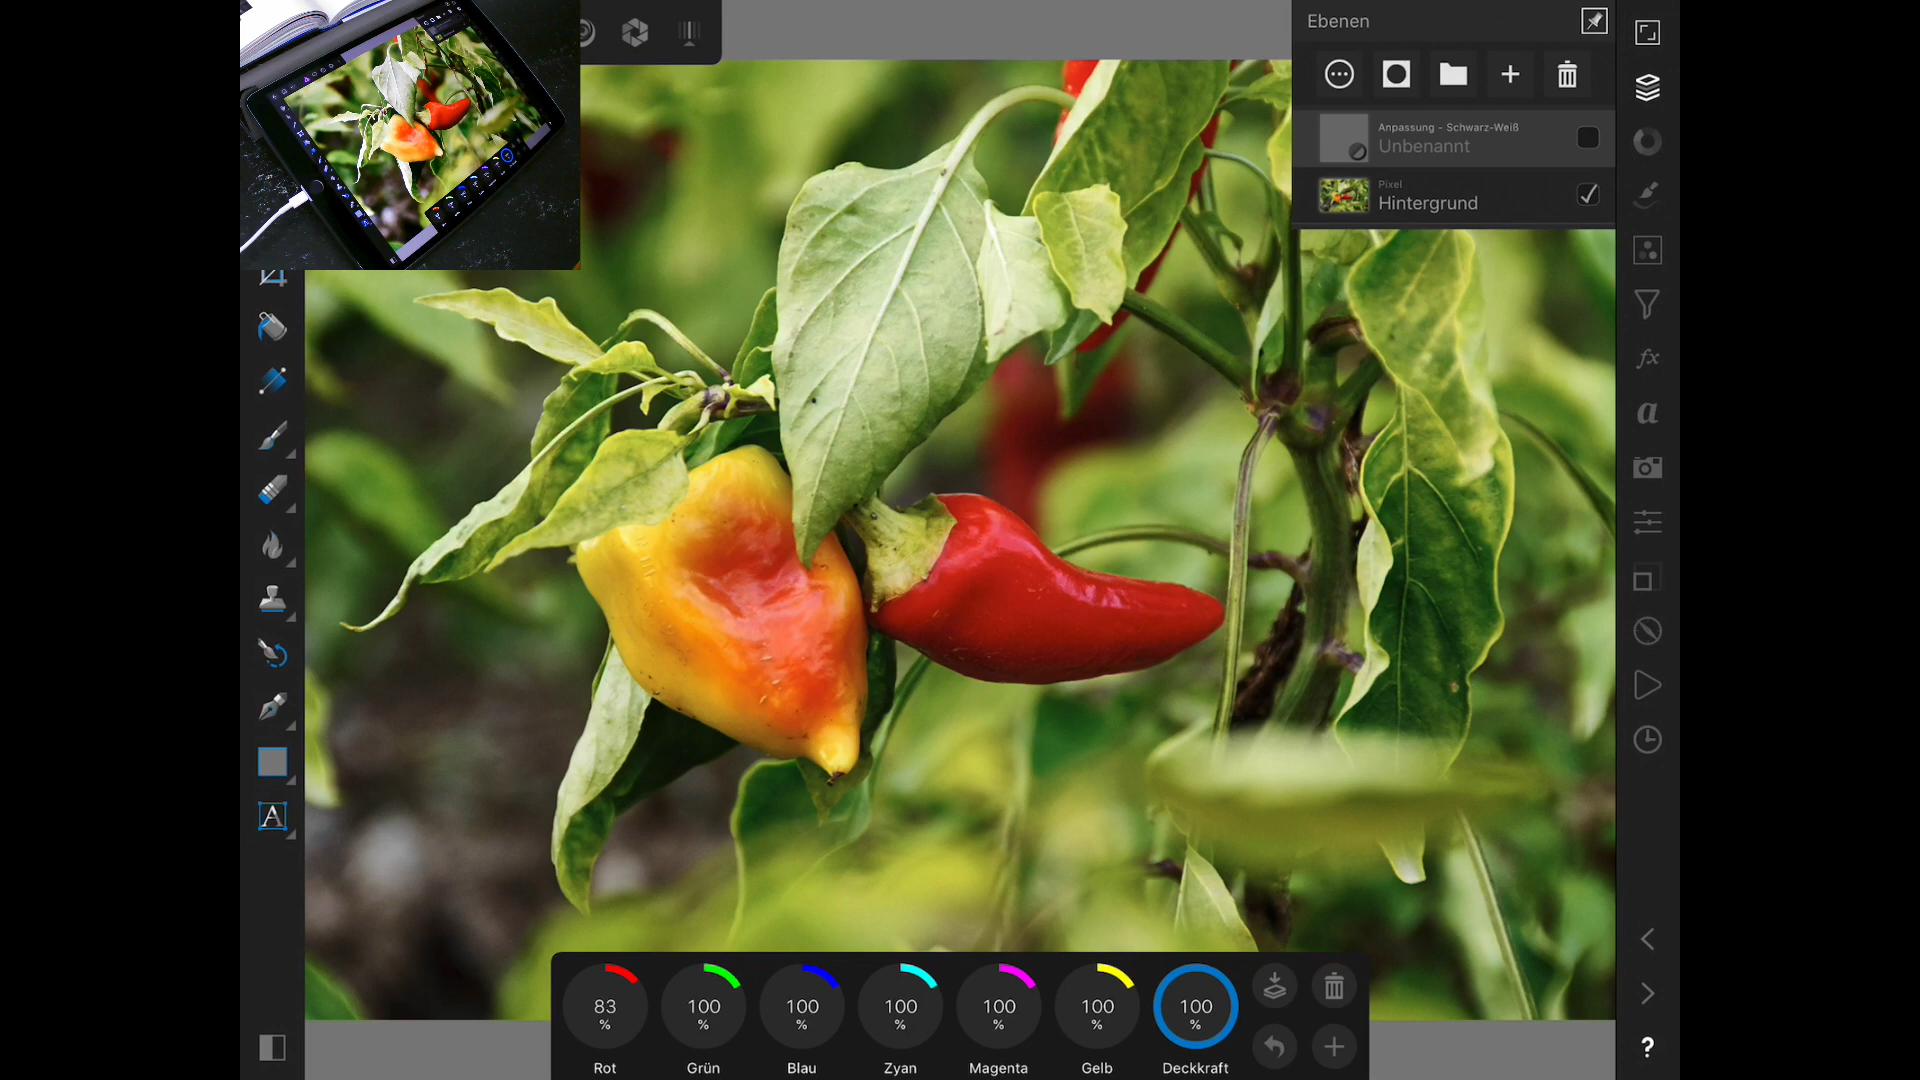 Ebenen
Anpassung - Schwarz-Weiß
Unbenannt
Pixel
Hintergrund
fx
a
A
83
%
Rot
100
%
Grün
100
%
Blau
100
%
Zyan
100
%
Magenta
100
%
Gelb
100
%
Deckkraft
?